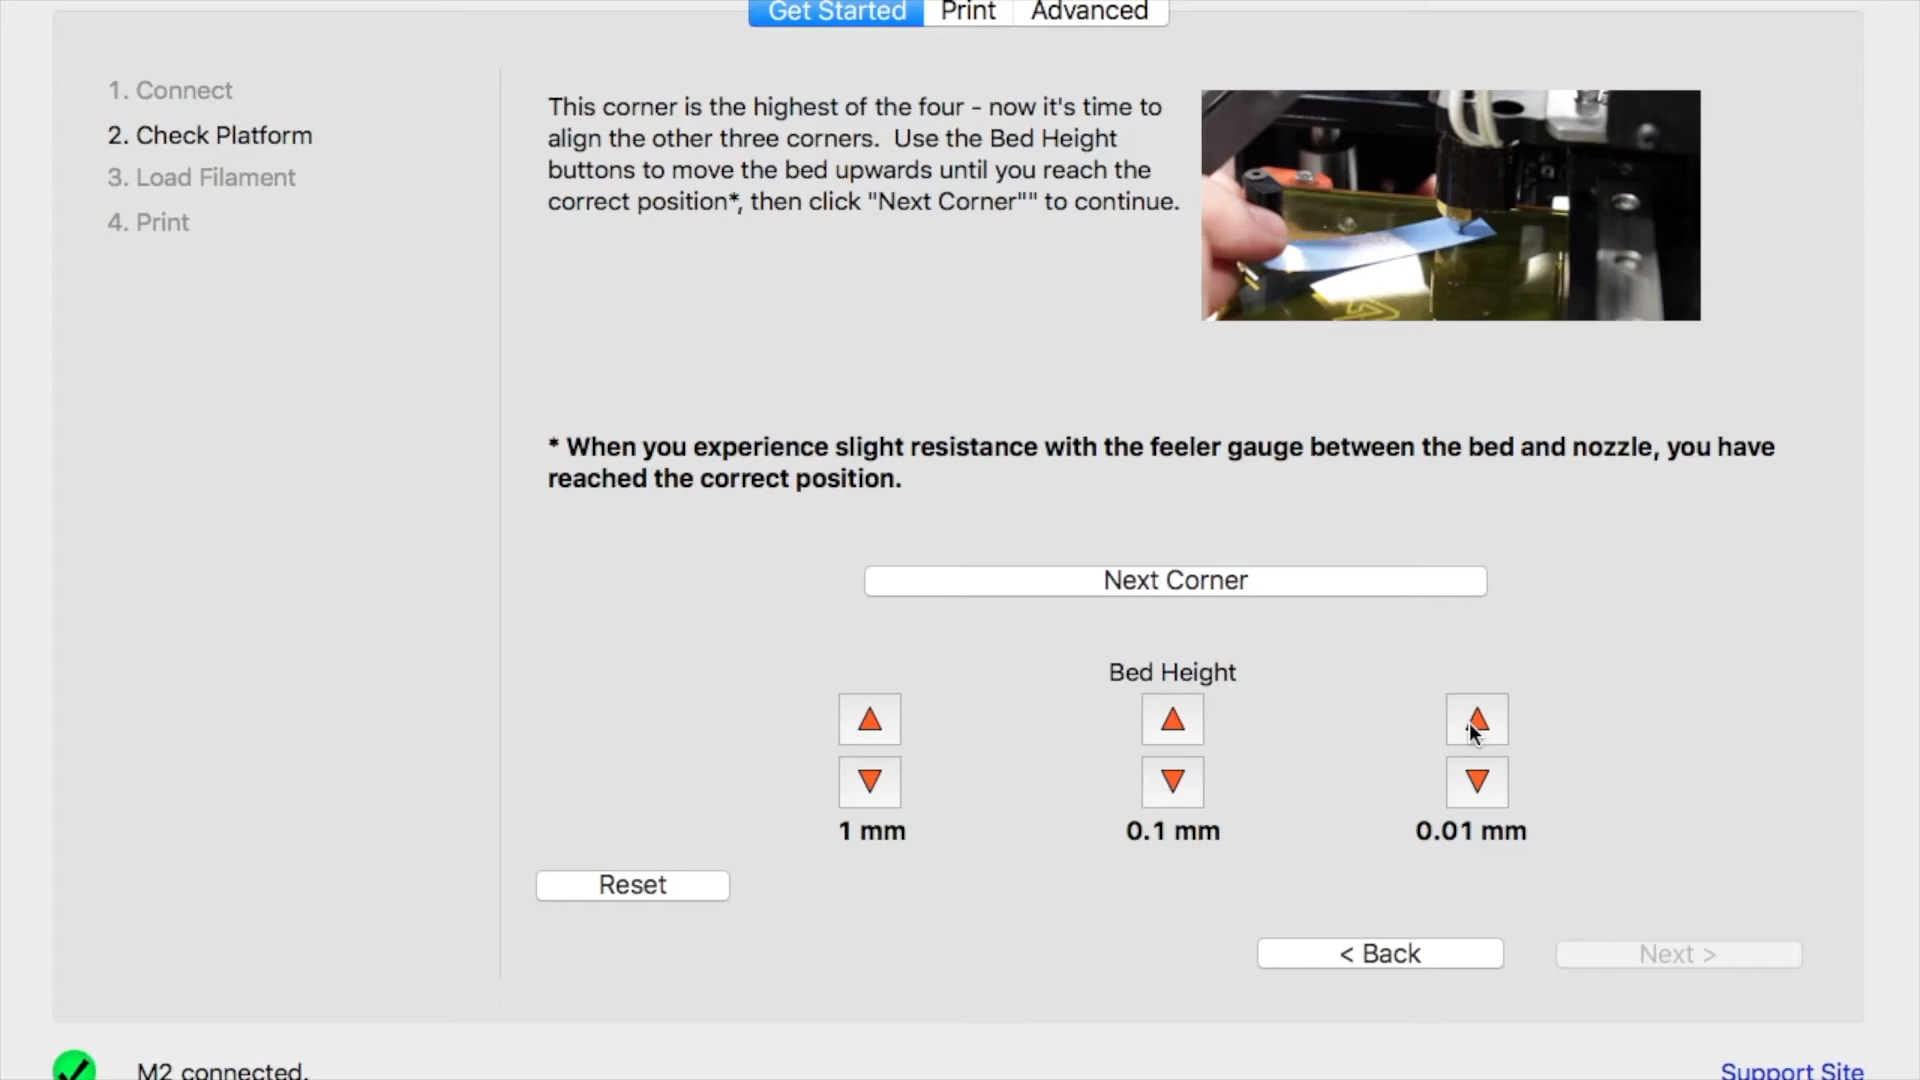 Get Started Print Advanced
1. Connect
2. Check Platform
3. Load Filament
4. Print
This corner is the highest of the four - now it's time to
align the other three corners.  Use the Bed Height
buttons to move the bed upwards until you reach the
correct position*, then click "Next Corner"" to continue.
* When you experience slight resistance with the feeler gauge between the bed and nozzle, you have
reached the correct position.
Next Corner
Bed Height
1 mm 0.1 mm 0.01 mm
Reset
< Back Next >
M2 connected. Support Site